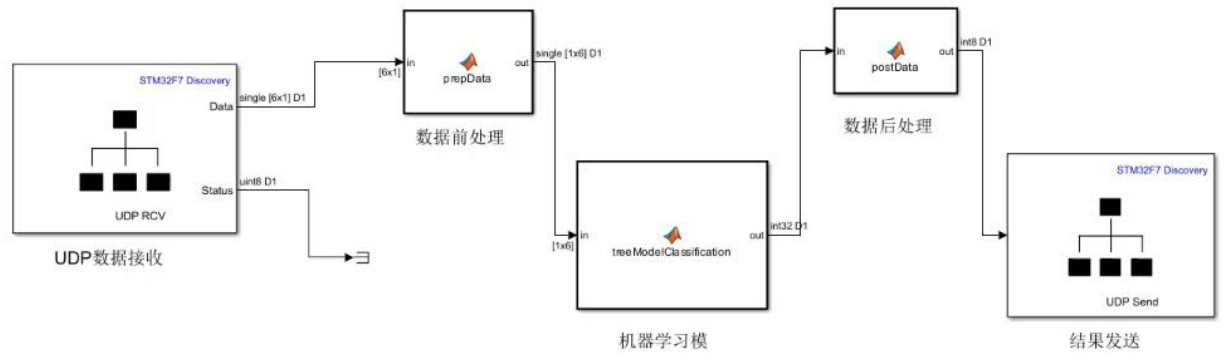 STM32F7 Discovery
Data
single [6x1] D1
Status
uint8 D1
UDP RCV
UDP数据接收
[6x1]
in
prepData
out
single [1x6] D1
数据前处理
[1x6]
in
treeModelClassification
out
int32 D1
机器学习模
in
postData
out
int8 D1
数据后处理
STM32F7 Discovery
UDP Send
结果发送